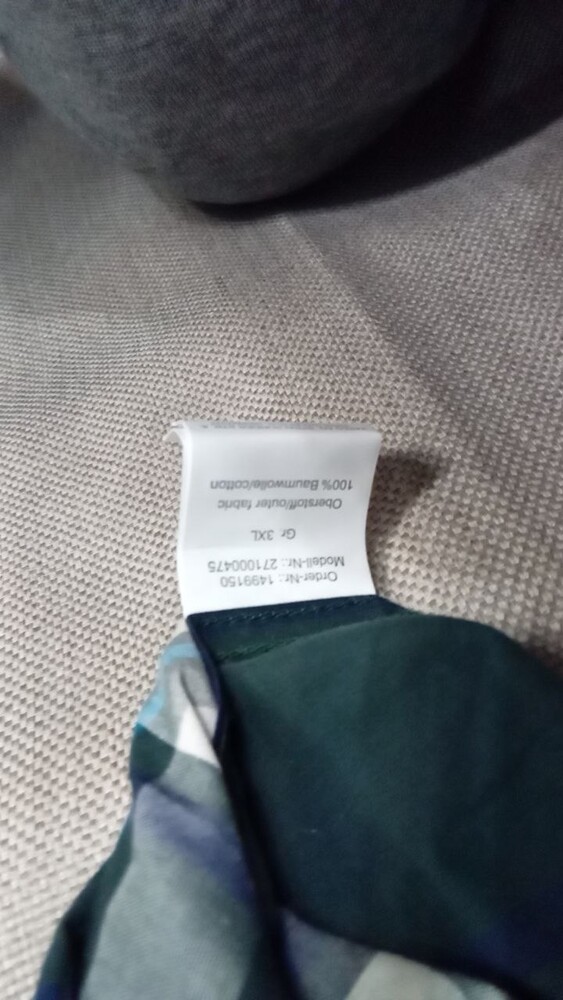 Order-Nr.: 1499150
Modell-Nr.: 271000475
Gr. 3XL
Oberstoff/outer fabric
100% Baumwolle/cotton